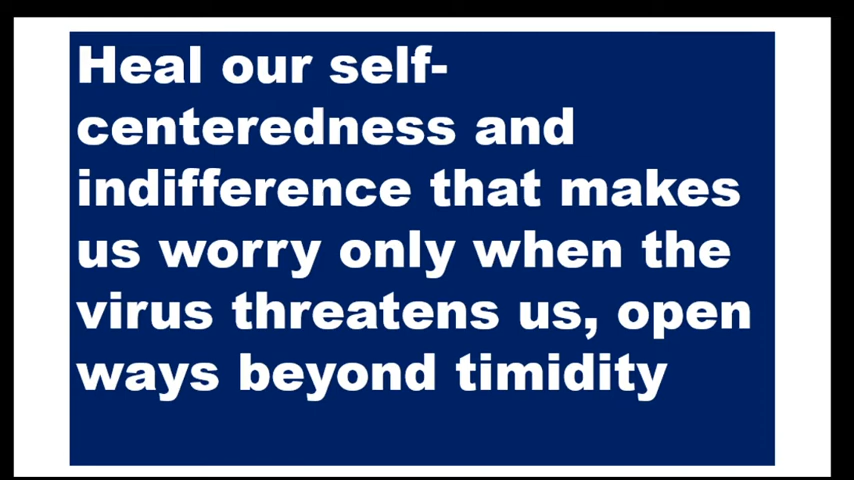 Heal our self-
centeredness and
indifference that makes
us worry only when the
virus threatens us, open
ways beyond timidity